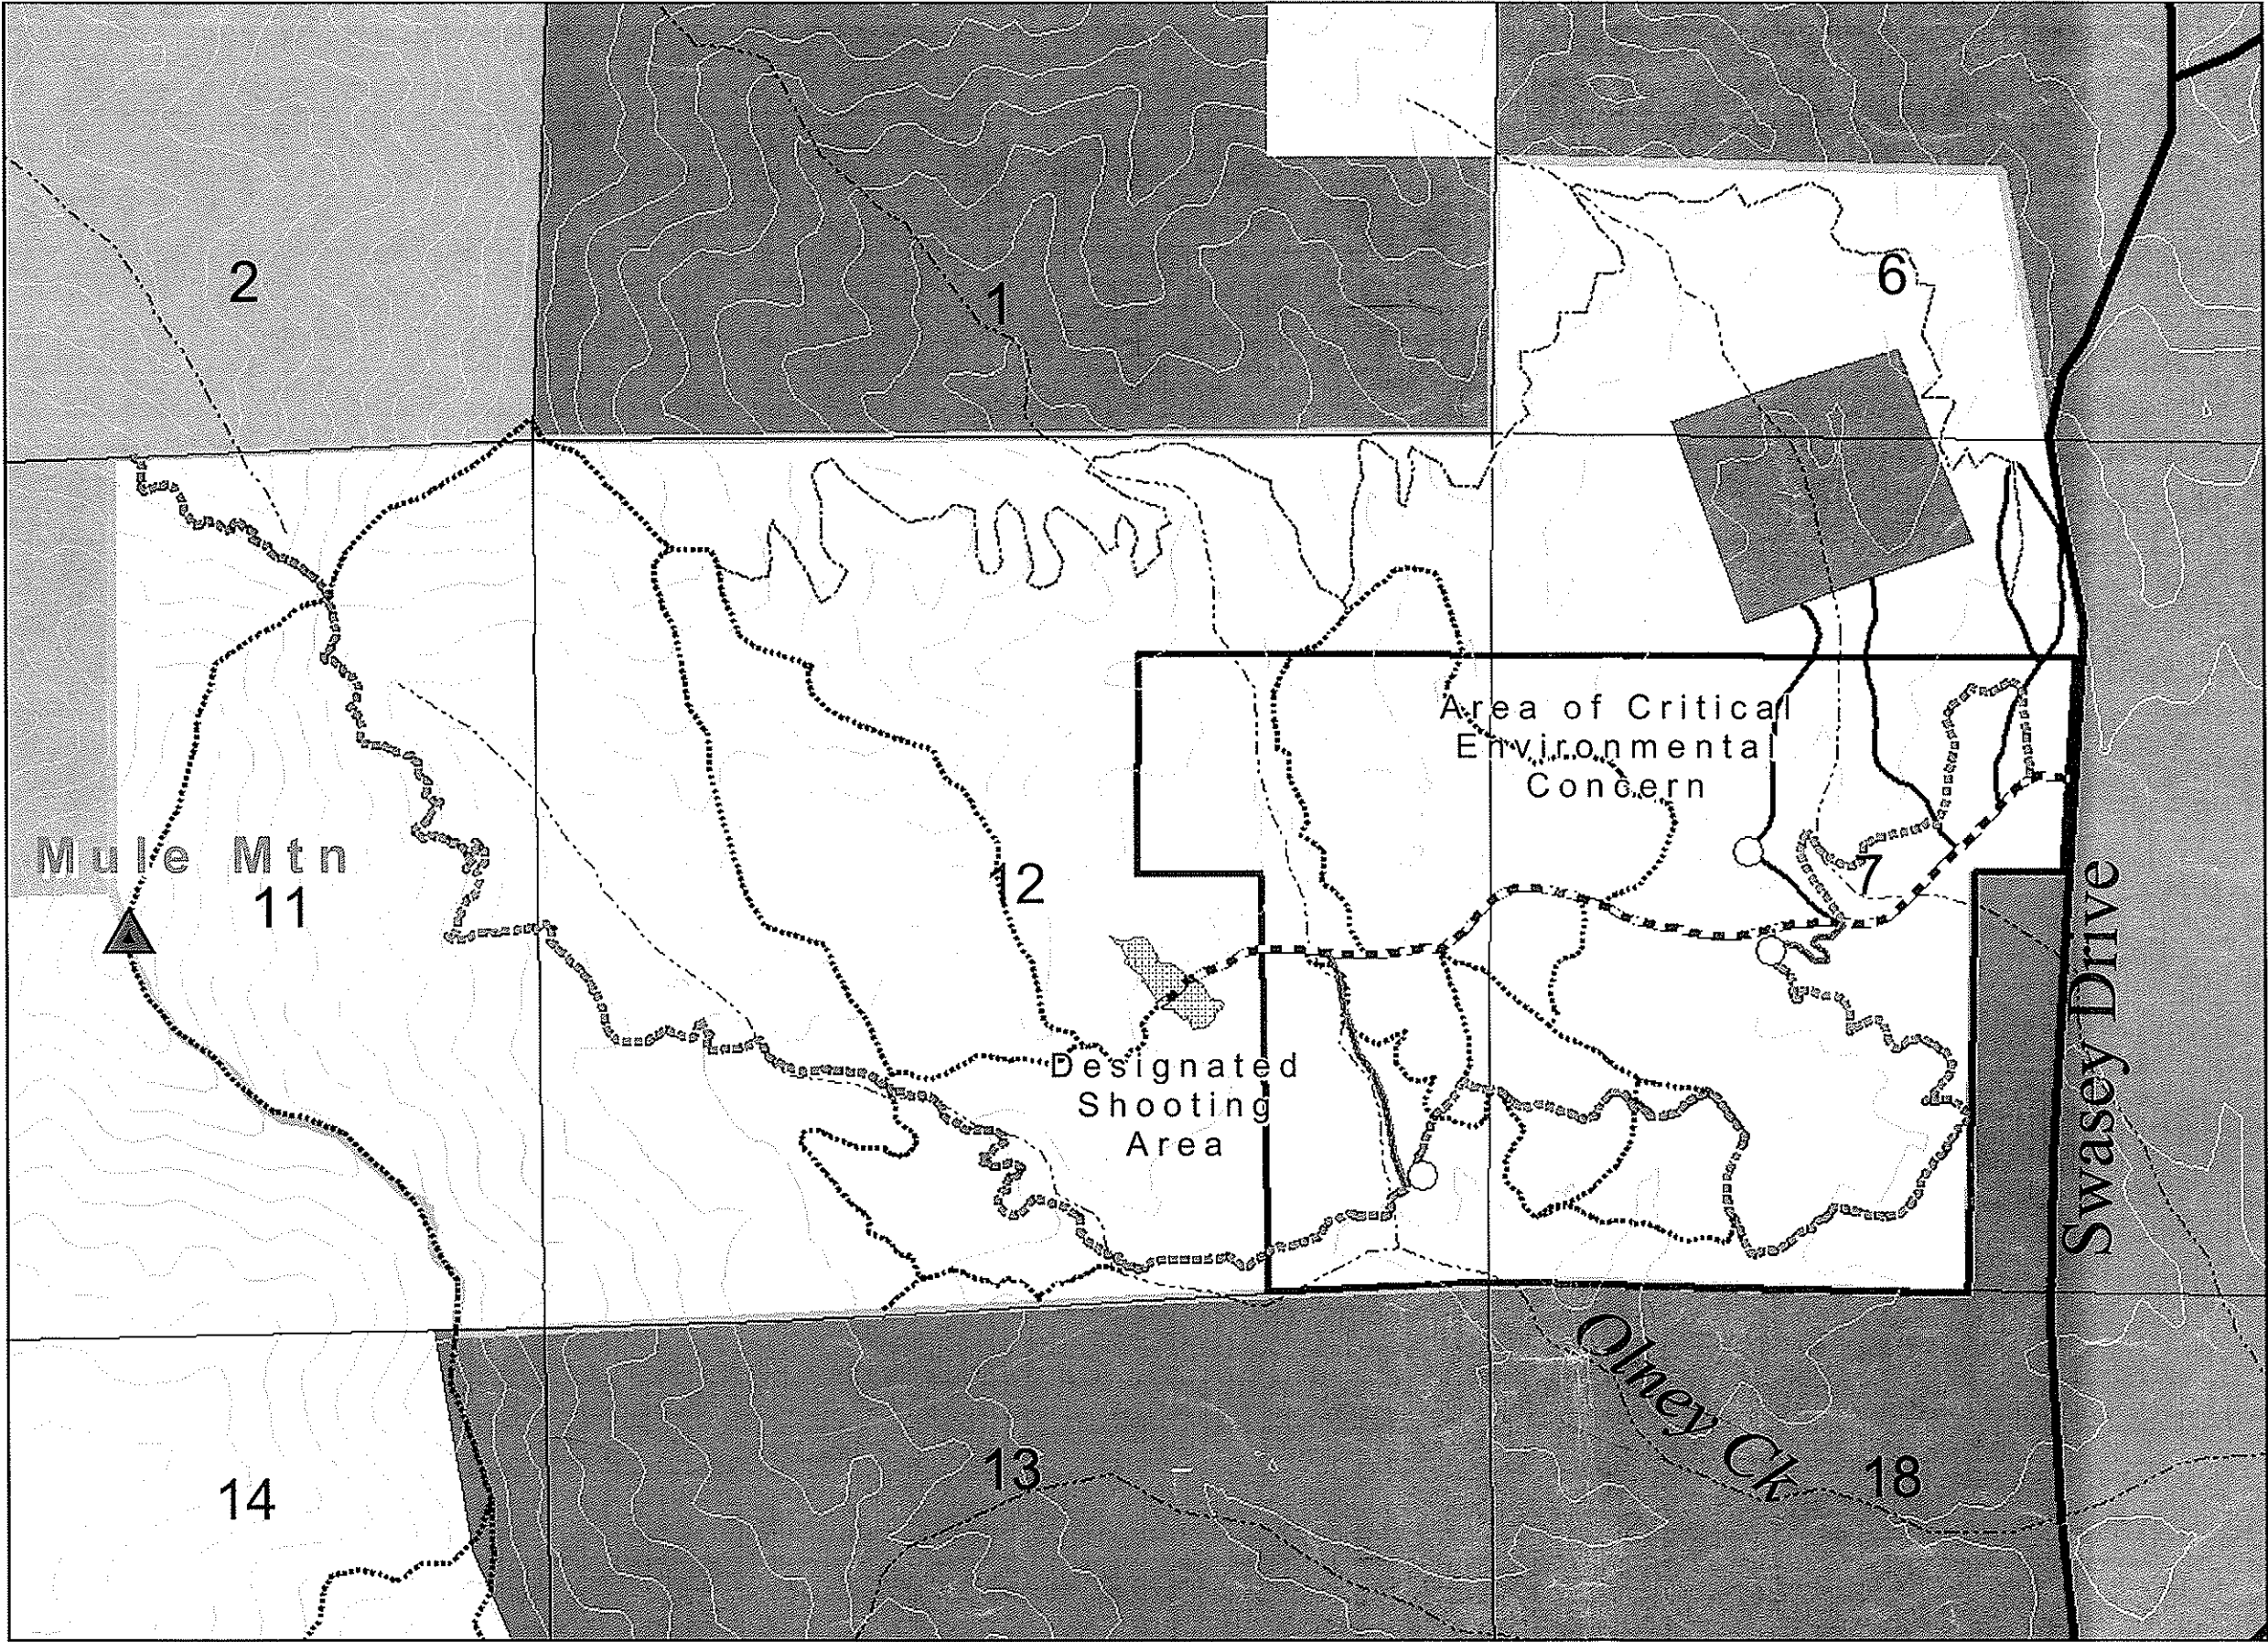 2
1
6
Area of Critical
Environmental
Concern
Mule Mtn
11
12
7
Swasey Drive
Designated
Shooting
Area
Olney Ck
14
13
18